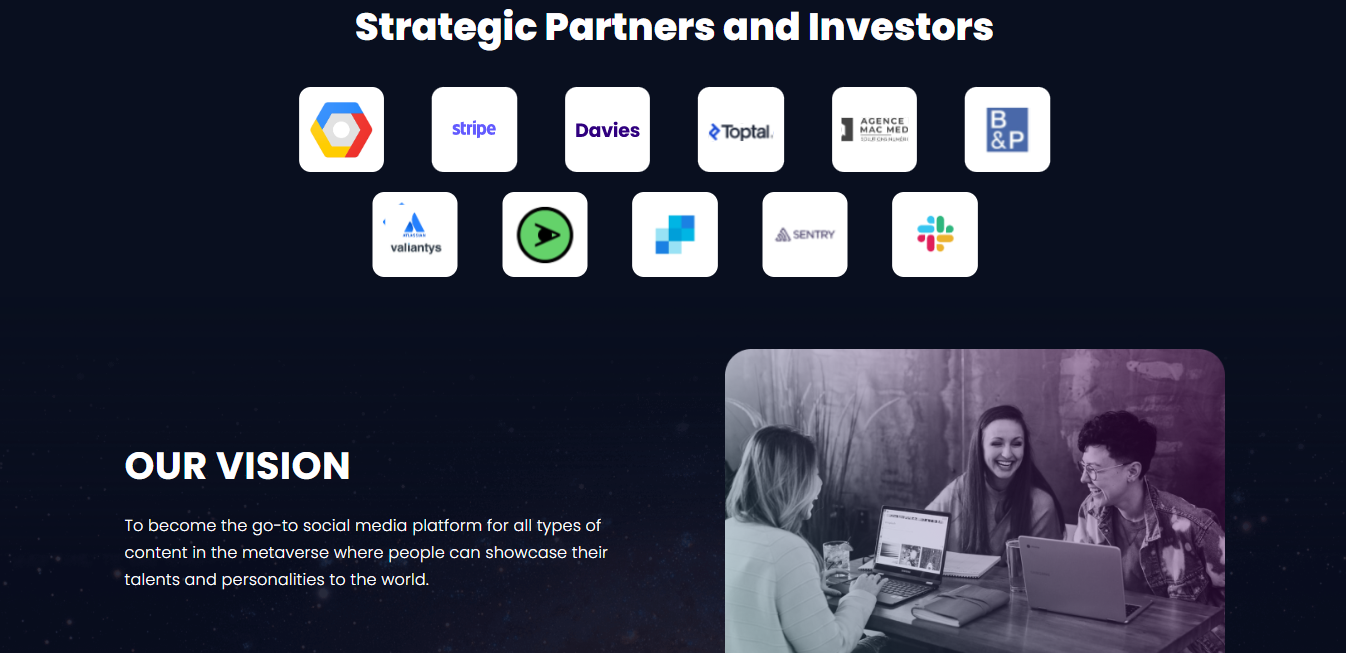 Strategic Partners and Investors
stripe
Davies
Toptal.
AGENCE
MAC MED
B
&P
ATLASSIAN
valiantys
SENTRY
OUR VISION
To become the go-to social media platform for all types of
content in the metaverse where people can showcase their
talents and personalities to the world.